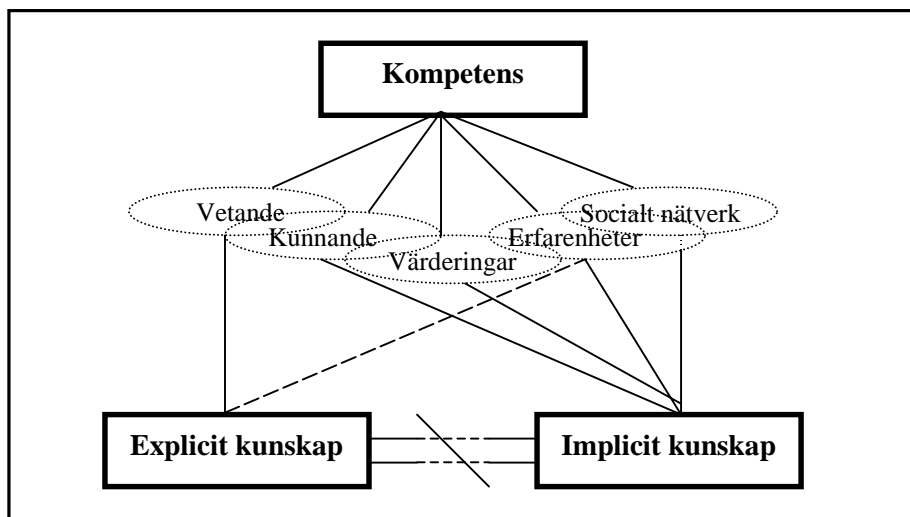 Kompetens
Vetande
Socialt nätverk
Kunnande
Erfarenheter
Värderingar
Explicit kunskap
Implicit kunskap